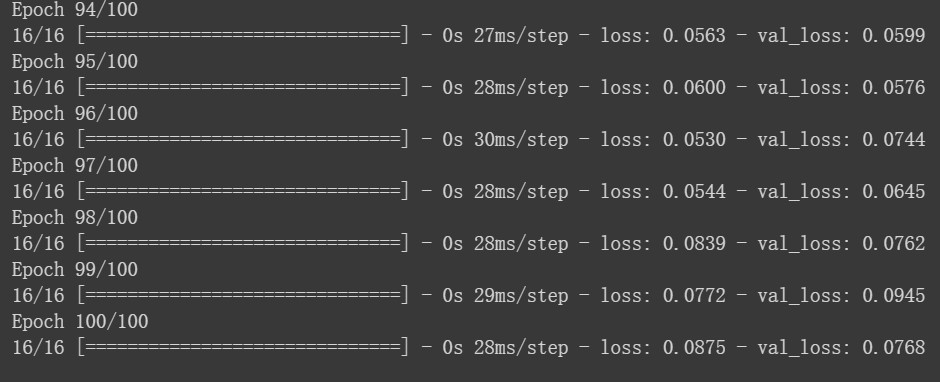 Epoch 94/100
16/16 [==============================] - 0s 27ms/step - loss: 0.0563 - val_loss: 0.0599
Epoch 95/100
16/16 [==============================] - 0s 28ms/step - loss: 0.0600 - val_loss: 0.0576
Epoch 96/100
16/16 [==============================] - 0s 30ms/step - loss: 0.0530 - val_loss: 0.0744
Epoch 97/100
16/16 [==============================] - 0s 28ms/step - loss: 0.0544 - val_loss: 0.0645
Epoch 98/100
16/16 [==============================] - 0s 28ms/step - loss: 0.0839 - val_loss: 0.0762
Epoch 99/100
16/16 [==============================] - 0s 29ms/step - loss: 0.0772 - val_loss: 0.0945
Epoch 100/100
16/16 [==============================] - 0s 28ms/step - loss: 0.0875 - val_loss: 0.0768